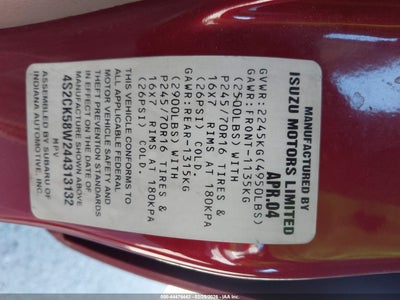 MANUFACTURED BY
ISUZU MOTORS LIMITED
APR.04
GVWR:2245KG(4950LBS)
GAWR:FRONT-1135KG
WITH
P245/70R16 TIRES &
16X7 RIMS AT 180KPA
(26PSI) COLD.
GAWR:REAR-1315KG
(2900LBS) WITH
P245/70R16 TIRES &
16X7 RIMS AT 180KPA
(26PSI) COLD.
THIS VEHICLE CONFORMS TO
ALL APPLICABLE FEDERAL
MOTOR VEHICLE SAFETY AND
THEFT PREVENTION STANDARDS
IN EFFECT ON THE DATE OF
MANUFACTURE SHOWN ABOVE
MPV
4S2CK58W244313132
ASSEMBLED BY SUBARU OF
INDIANA AUTOMOTIVE, INC.